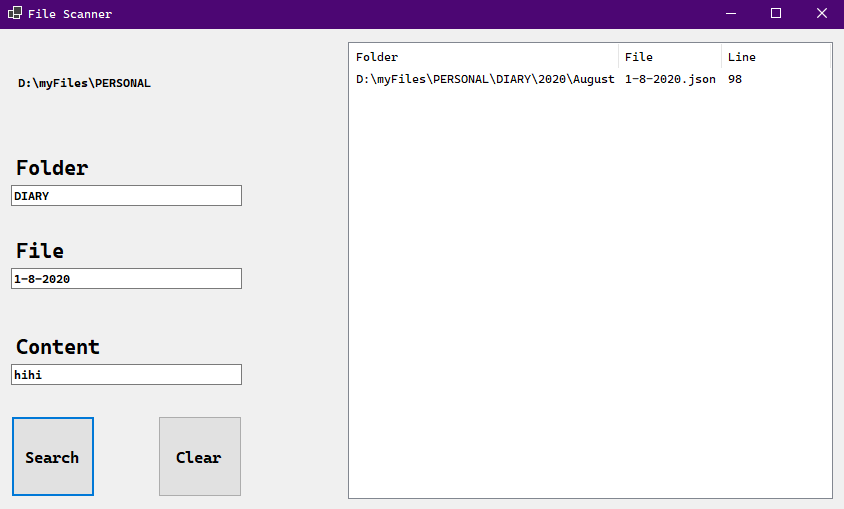 File Scanner
D:\myFiles\PERSONAL
Folder
DIARY
File
1-8-2020
Content
hihi
Search Clear
Folder File Line
D:\myFiles\PERSONAL\DIARY\2020\August 1-8-2020.json 98